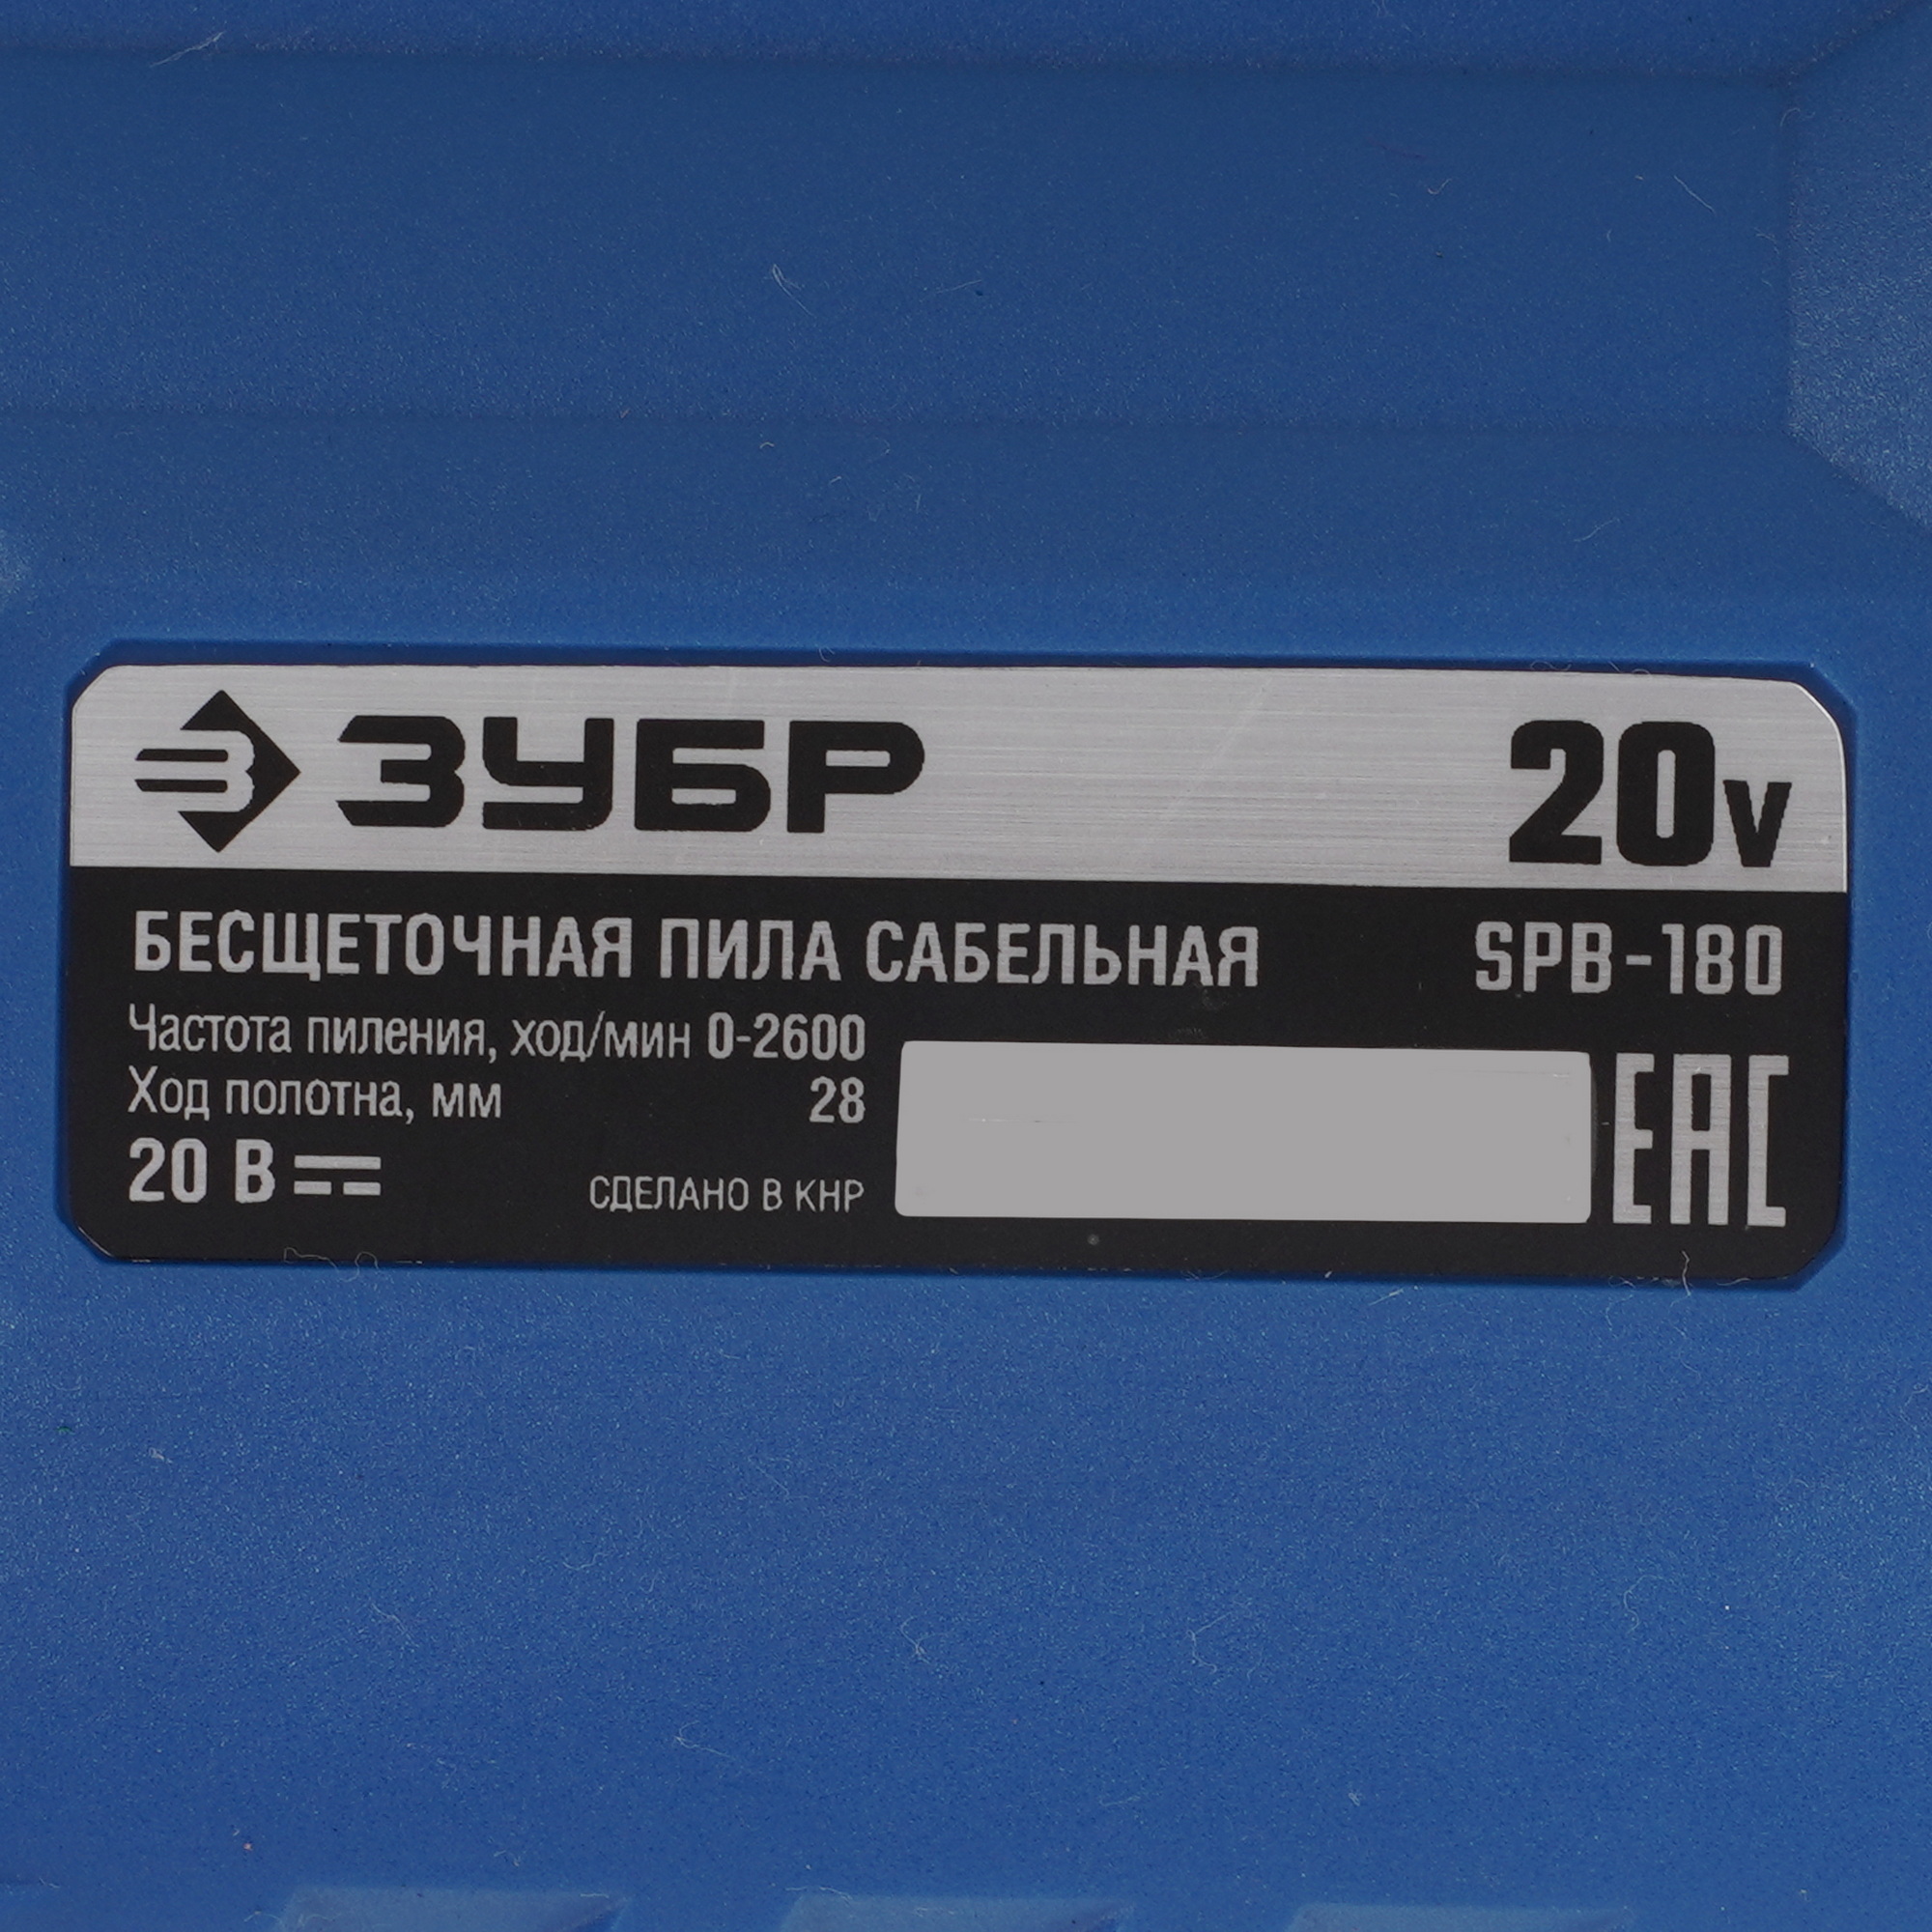 ЗУБР 20v
БЕСЩЕТОЧНАЯ ПИЛА САБЕЛЬНАЯ SPB-180
Частота пиления, ход/мин 0-2600
Ход полотна, мм 28
20 В
СДЕЛАНО В КНР
ЕАС